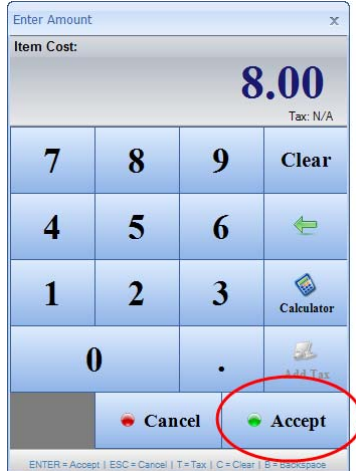 Enter Amount x
Item Cost:
8.00
Tax: N/A
7 8 9 Clear
4 5 6
1 2 3 Calculator
0 . Add Tax
Cancel Accept
ENTER = Accept | ESC = Cancel | T = Tax | C = Clear | B = Backspace